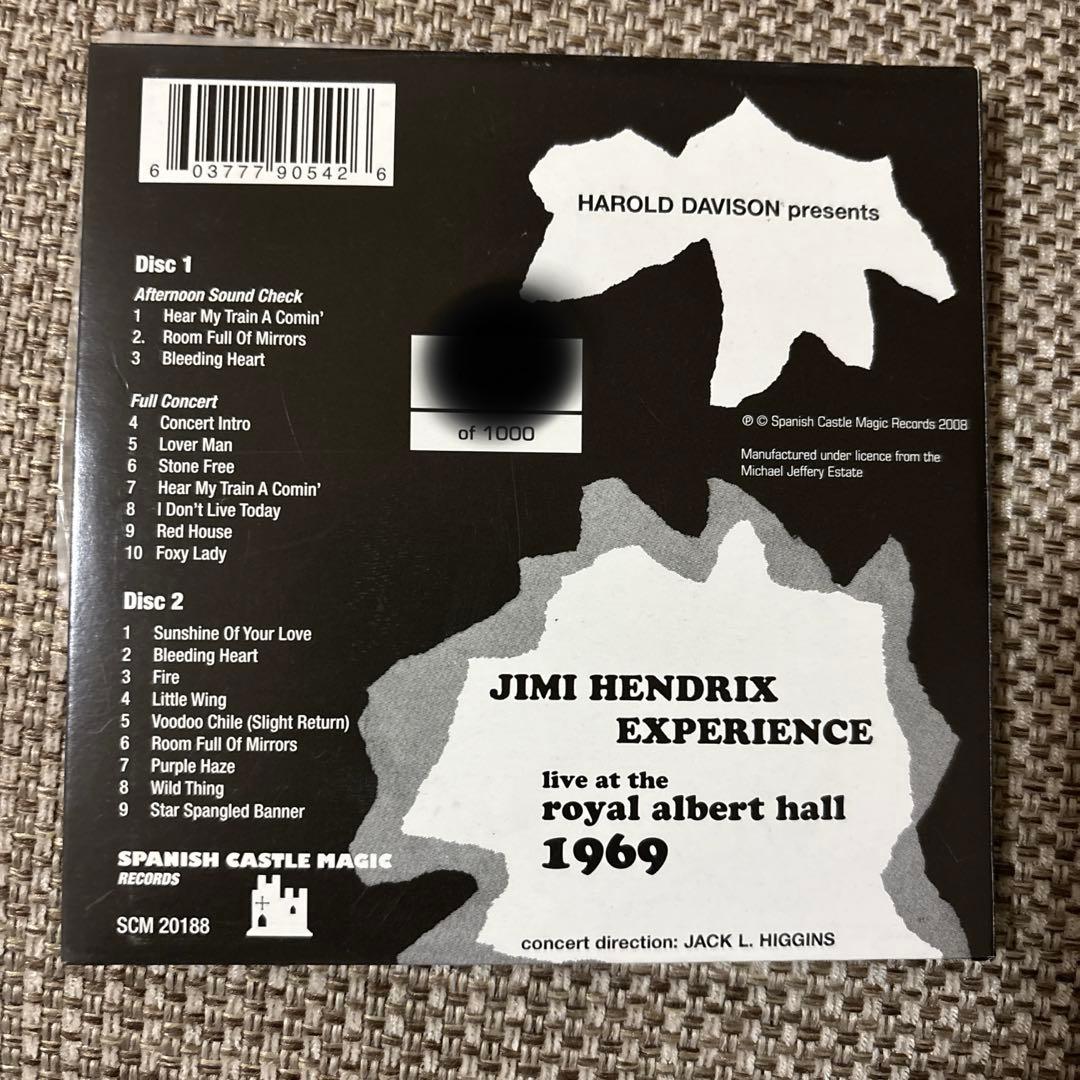 6 03777 90542 6
HAROLD DAVISON presents
Disc 1
Afternoon Sound Check
1 Hear My Train A Comin'
2. Room Full Of Mirrors
3 Bleeding Heart
Full Concert
4 Concert Intro
5 Lover Man
6 Stone Free
7 Hear My Train A Comin'
8 I Don't Live Today
9 Red House
10 Foxy Lady
of 1000
℗ © Spanish Castle Magic Records 2008
Manufactured under licence from the
Michael Jeffery Estate
Disc 2
1 Sunshine Of Your Love
2 Bleeding Heart
3 Fire
4 Little Wing
5 Voodoo Chile (Slight Return)
6 Room Full Of Mirrors
7 Purple Haze
8 Wild Thing
9 Star Spangled Banner
JIMI HENDRIX
EXPERIENCE
live at the
royal albert hall
1969
SPANISH CASTLE MAGIC
RECORDS
SCM 20188
concert direction: JACK L. HIGGINS